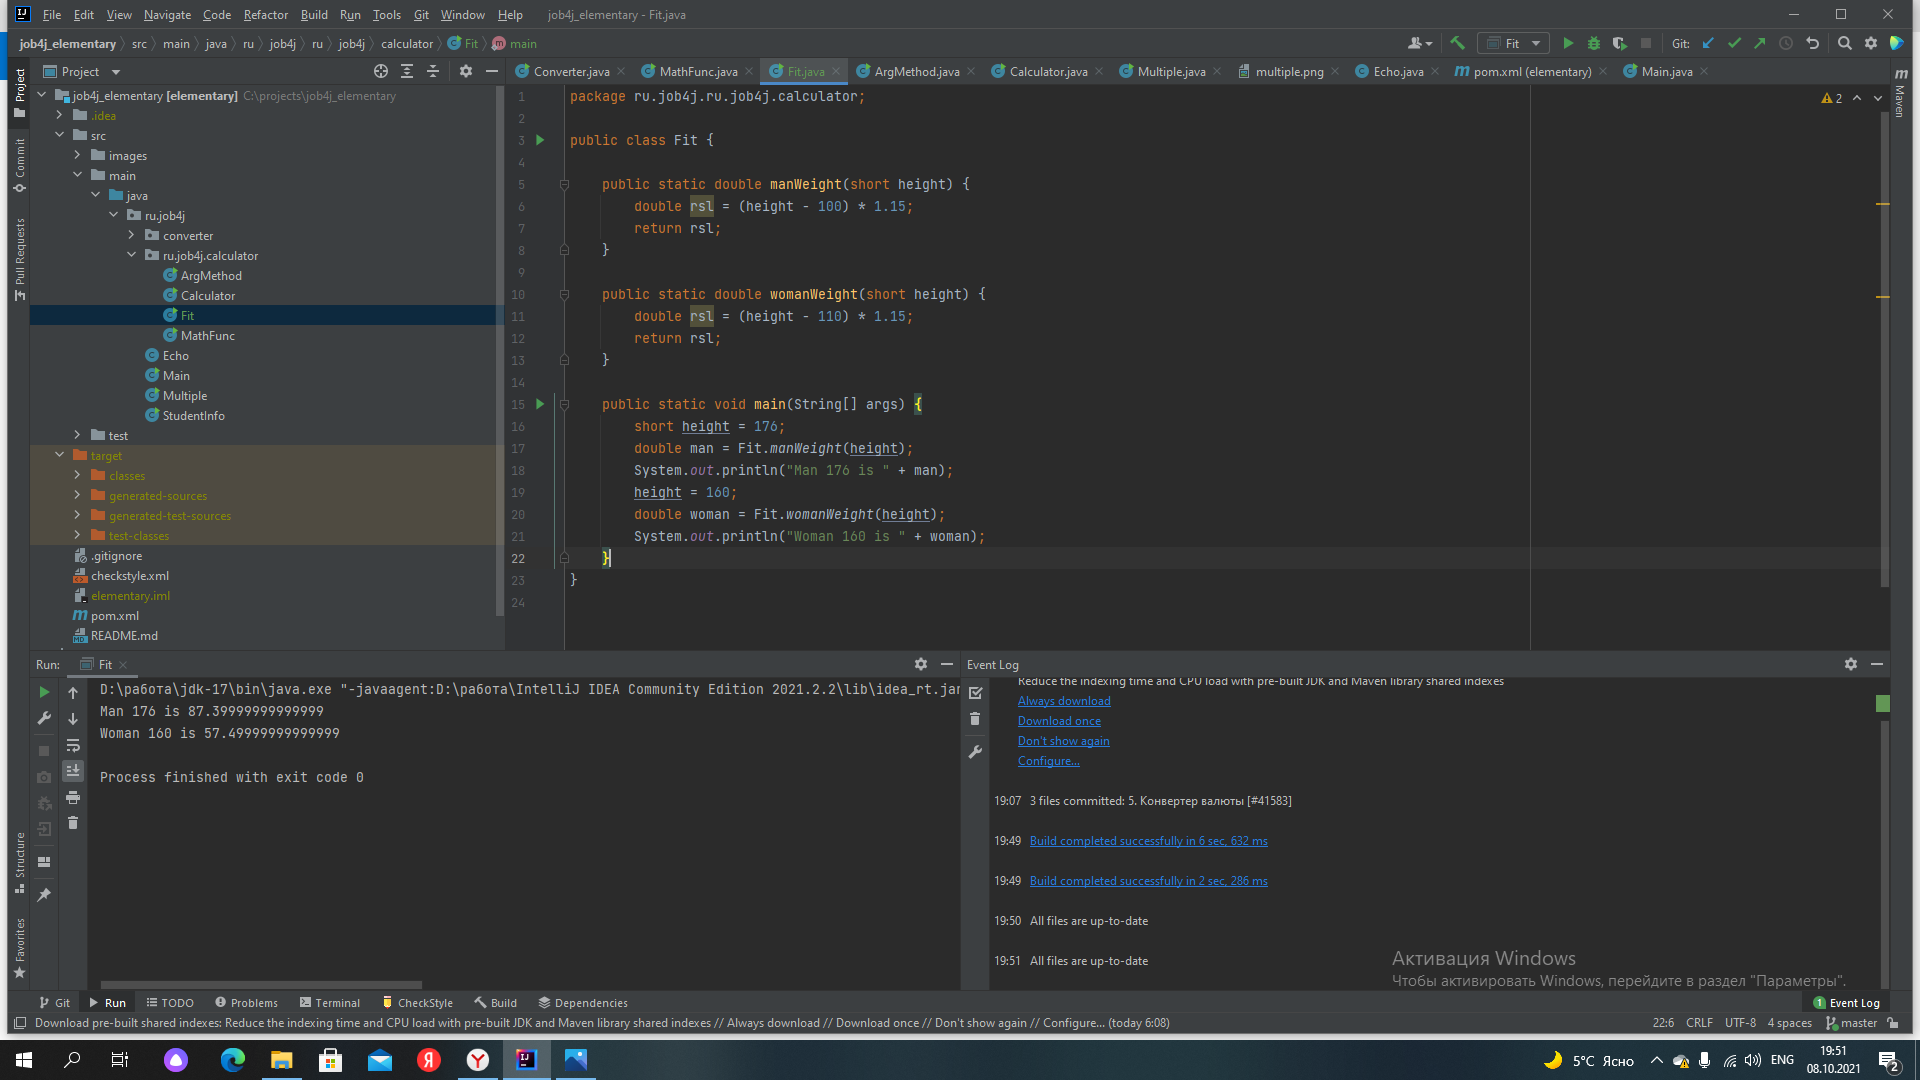 File Edit View Navigate Code Refactor Build Run Tools Git Window Help job4j_elementary - Fit.java
job4j_elementary src main java ru job4j ru job4j calculator Fit main
Fit Git:
Project
Converter.java MathFunc.java Fit.java ArgMethod.java Calculator.java Multiple.java multiple.png Echo.java pom.xml (elementary) Main.java
Project
Commit
Pull Requests
Structure
Favorites
Maven
job4j_elementary [elementary] C:\projects\job4j_elementary
.idea
src
images
main
java
ru.job4j
converter
ru.job4j.calculator
ArgMethod
Calculator
Fit
MathFunc
Echo
Main
Multiple
StudentInfo
test
target
classes
generated-sources
generated-test-sources
test-classes
.gitignore
checkstyle.xml
elementary.iml
pom.xml
README.md
2
1 package ru.job4j.ru.job4j.calculator;
2
3 public class Fit {
4
5 public static double manWeight(short height) {
6 double rsl = (height - 100) * 1.15;
7 return rsl;
8 }
9
10 public static double womanWeight(short height) {
11 double rsl = (height - 110) * 1.15;
12 return rsl;
13 }
14
15 public static void main(String[] args) {
16 short height = 176;
17 double man = Fit.manWeight(height);
18 System.out.println("Man 176 is " + man);
19 height = 160;
20 double woman = Fit.womanWeight(height);
21 System.out.println("Woman 160 is " + woman);
22 }
23 }
24
Run: Fit
D:\работа\jdk-17\bin\java.exe "-javaagent:D:\работа\IntelliJ IDEA Community Edition 2021.2.2\lib\idea_rt.jar
Man 176 is 87.39999999999999
Woman 160 is 57.49999999999999
Process finished with exit code 0
Event Log
Reduce the indexing time and CPU load with pre-built JDK and Maven library shared indexes
Always download
Download once
Don't show again
Configure...
19:07 3 files committed: 5. Конвертер валюты [#41583]
19:49 Build completed successfully in 6 sec, 632 ms
19:49 Build completed successfully in 2 sec, 286 ms
19:50 All files are up-to-date
19:51 All files are up-to-date
Активация Windows
Чтобы активировать Windows, перейдите в раздел "Параметры".
Git Run TODO Problems Terminal CheckStyle Build Dependencies 1 Event Log
Download pre-built shared indexes: Reduce the indexing time and CPU load with pre-built JDK and Maven library shared indexes // Always download // Download once // Don't show again // Configure... (today 6:08) 22:6 CRLF UTF-8 4 spaces master
5°C Ясно ENG 19:51
08.10.2021 2